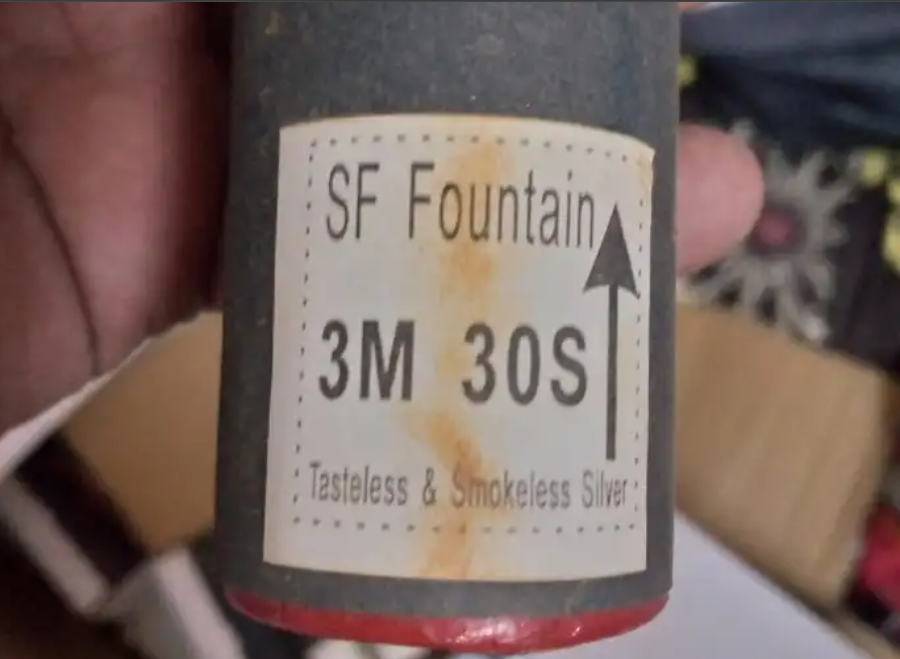 SF Fountain
3M 30S
Tasteless & Smokeless Silver